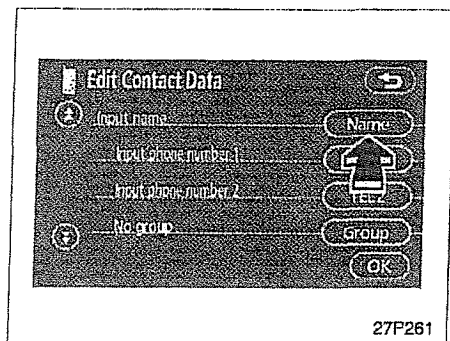 Edit Contact Data
Input name
Name
Input phone number 1
Input phone number 2
TEL2
No group
Group
OK
27P261